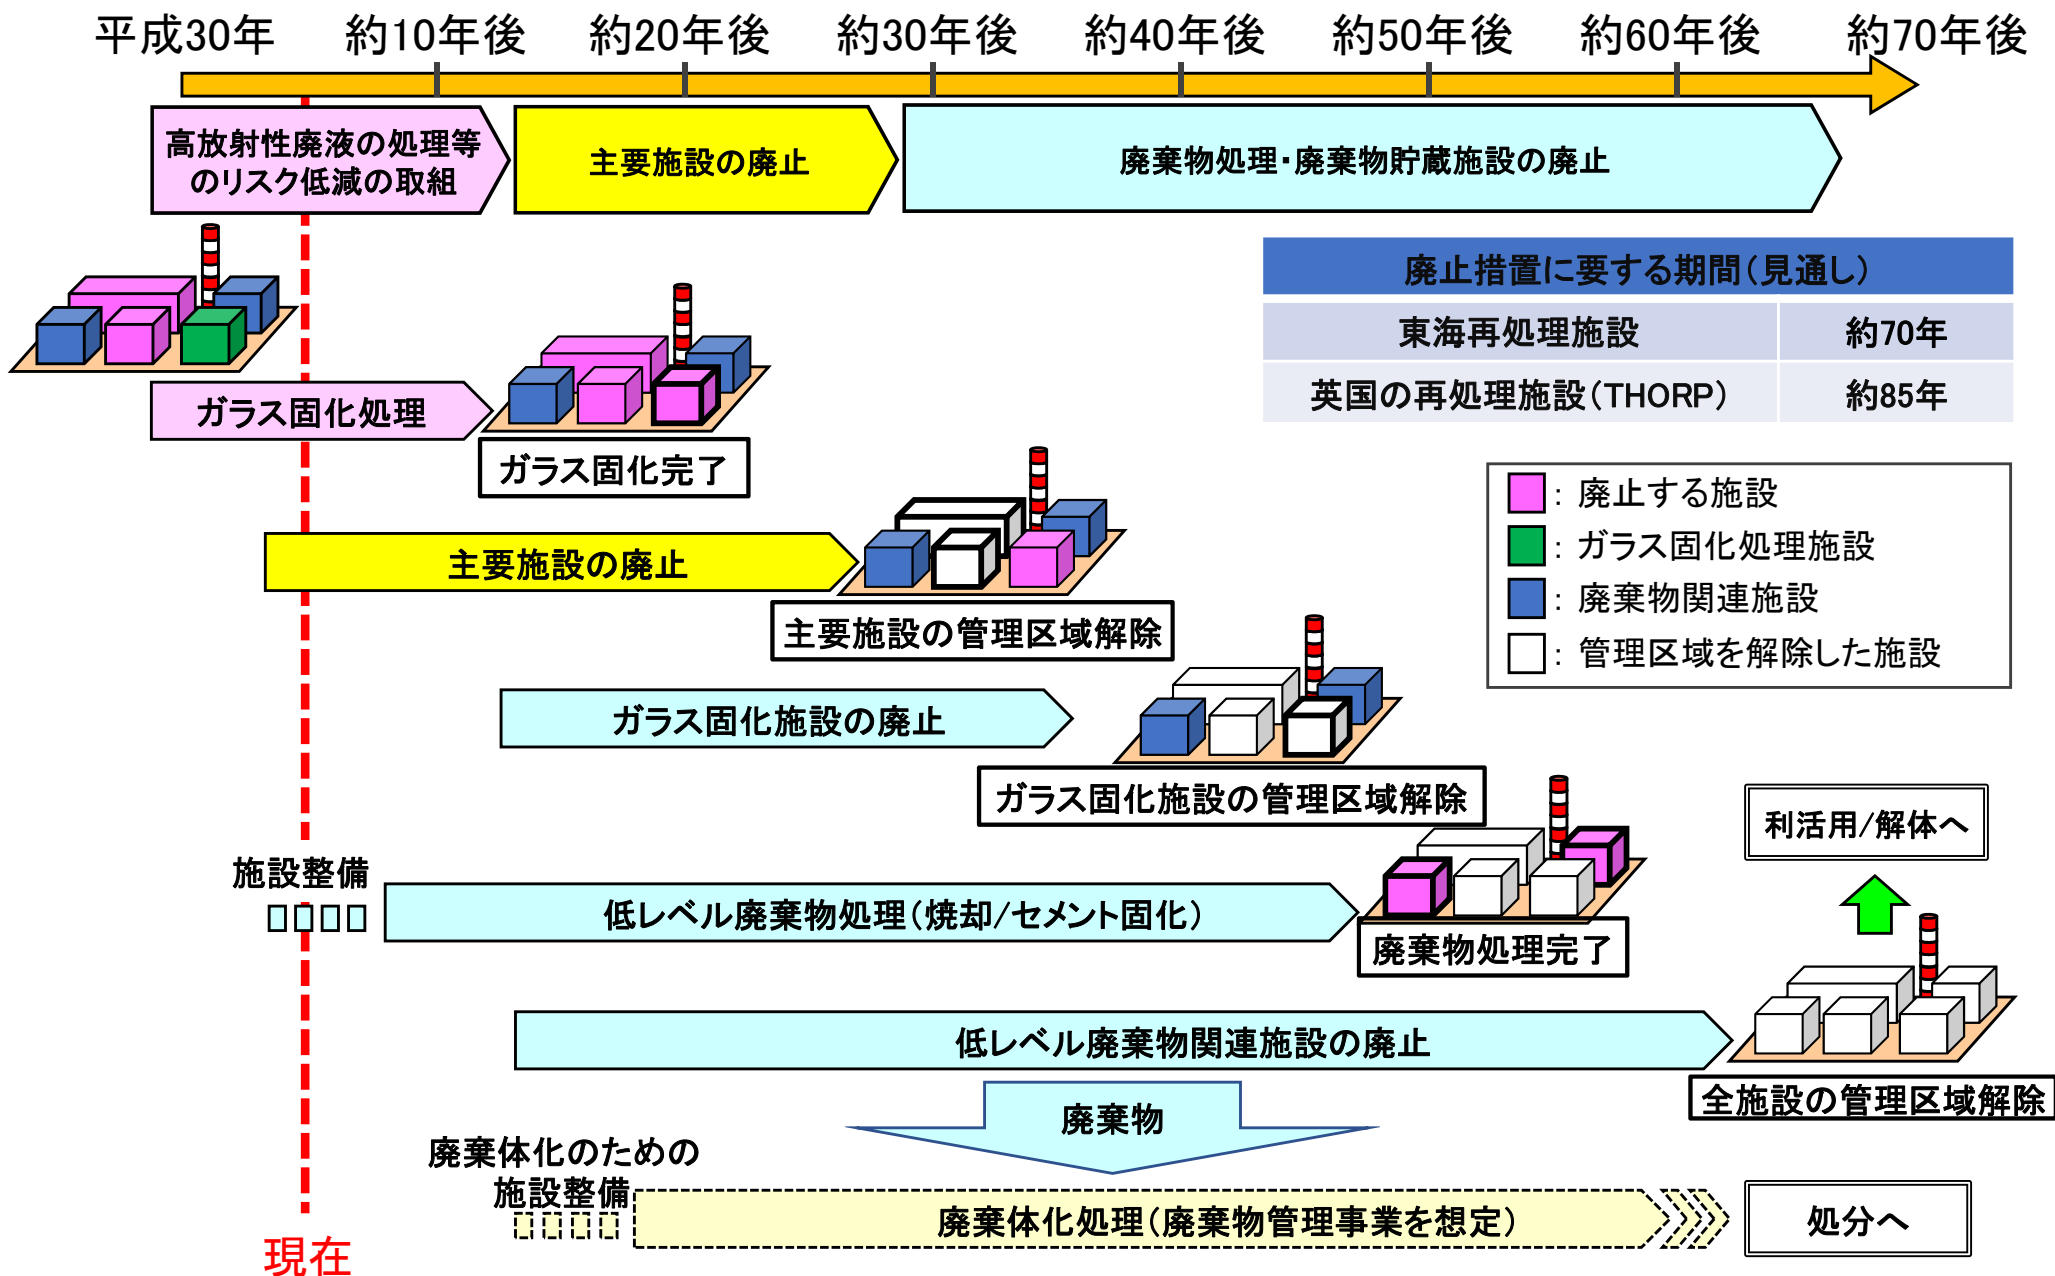 平成30年 約10年後 約20年後 約30年後 約40年後 約50年後 約60年後 約70年後
高放射性廃液の処理等
のリスク低減の取組
主要施設の廃止
廃棄物処理・廃棄物貯蔵施設の廃止
廃止措置に要する期間（見通し）
東海再処理施設 約70年
英国の再処理施設（THORP） 約85年
ガラス固化処理
ガラス固化完了
：廃止する施設
：ガラス固化処理施設
：廃棄物関連施設
：管理区域を解除した施設
主要施設の廃止
主要施設の管理区域解除
ガラス固化施設の廃止
ガラス固化施設の管理区域解除
利活用/解体へ
施設整備
低レベル廃棄物処理（焼却/セメント固化）
廃棄物処理完了
低レベル廃棄物関連施設の廃止
全施設の管理区域解除
廃棄物
廃棄体化のための
施設整備
廃棄体化処理（廃棄物管理事業を想定）
処分へ
現在